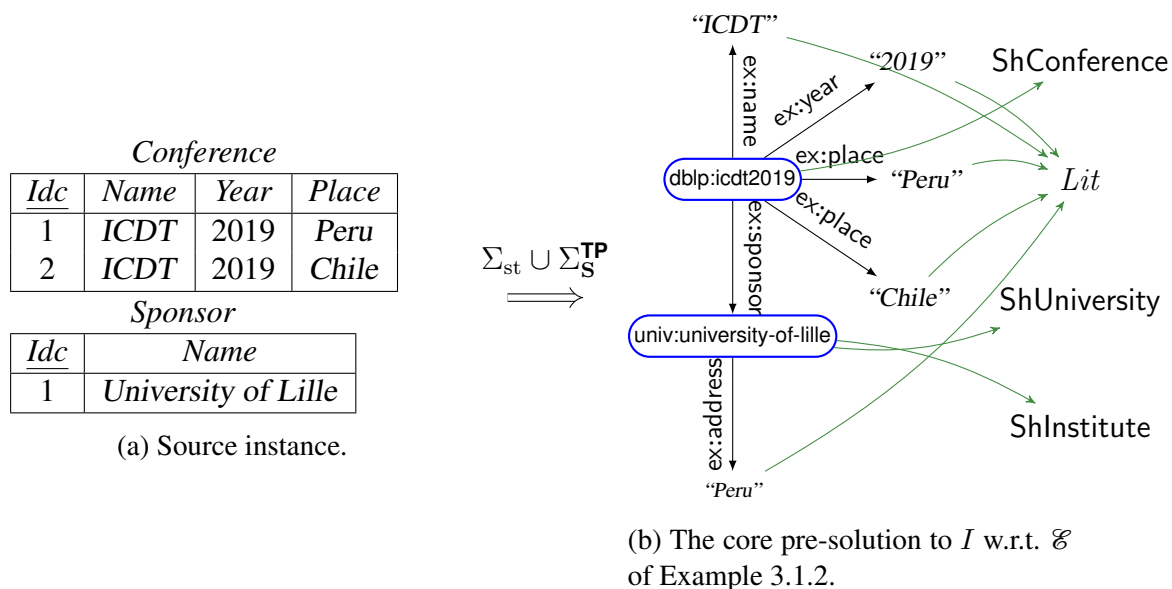 Conference
Idc Name Year Place
1 ICDT 2019 Peru
2 ICDT 2019 Chile
Sponsor
Idc Name
1 University of Lille
(a) Source instance.
Σst ∪ Σ_S^TP
⟹
“ICDT”
“2019”
ShConference
ex:name
ex:year
ex:place
dblp:icdt2019
“Peru”
Lit
ex:place
ex:sponsor
“Chile”
ShUniversity
univ:university-of-lille
ex:address
ShInstitute
“Peru”
(b) The core pre-solution to I w.r.t. ℰ
of Example 3.1.2.